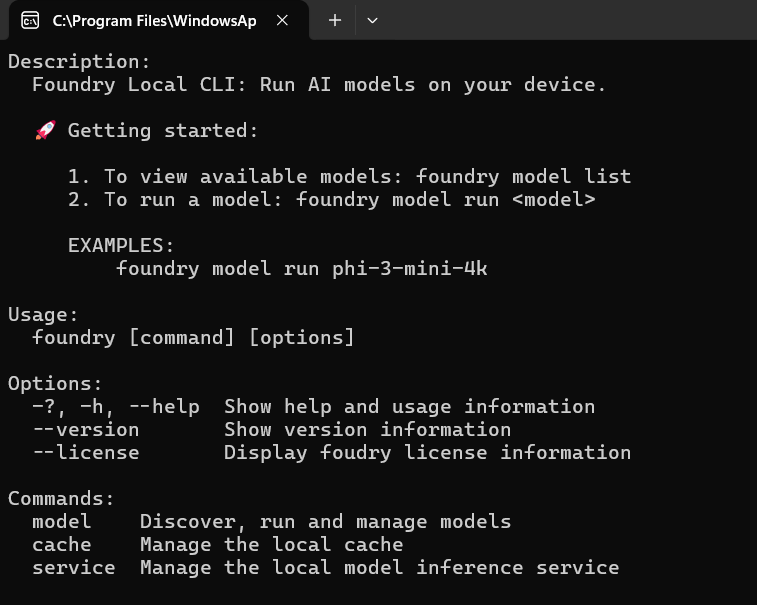 C:\Program Files\WindowsAp
Description:
Foundry Local CLI: Run AI models on your device.
🚀 Getting started:
1. To view available models: foundry model list
2. To run a model: foundry model run <model>
EXAMPLES:
foundry model run phi-3-mini-4k
Usage:
foundry [command] [options]
Options:
-?, -h, --help  Show help and usage information
--version       Show version information
--license       Display foudry license information
Commands:
model    Discover, run and manage models
cache    Manage the local cache
service  Manage the local model inference service